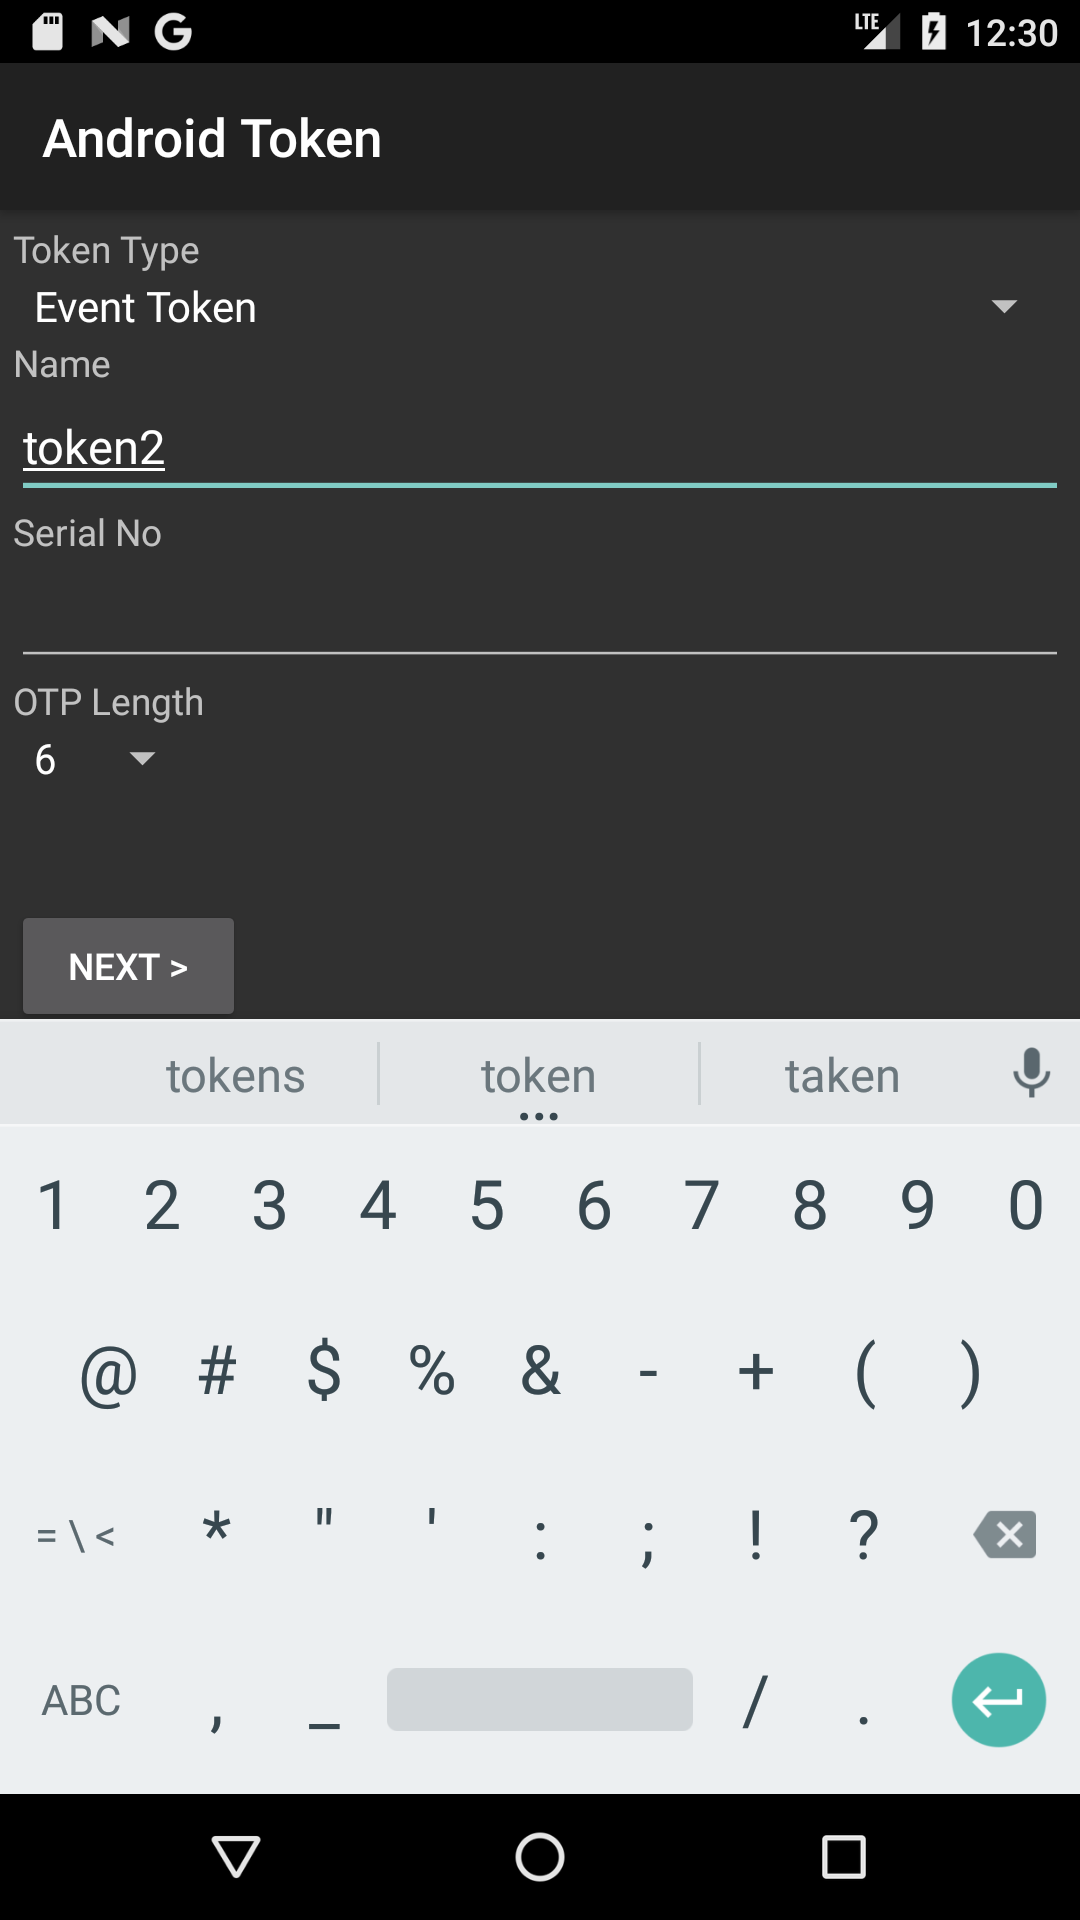 LTE 12:30
Android Token
Token Type
Event Token
Name
token2
Serial No
OTP Length
6
NEXT >
tokens token taken
1 2 3 4 5 6 7 8 9 0
@ # $ % & - + ( )
= \ < * " ' : ; ! ?
ABC , _ / .